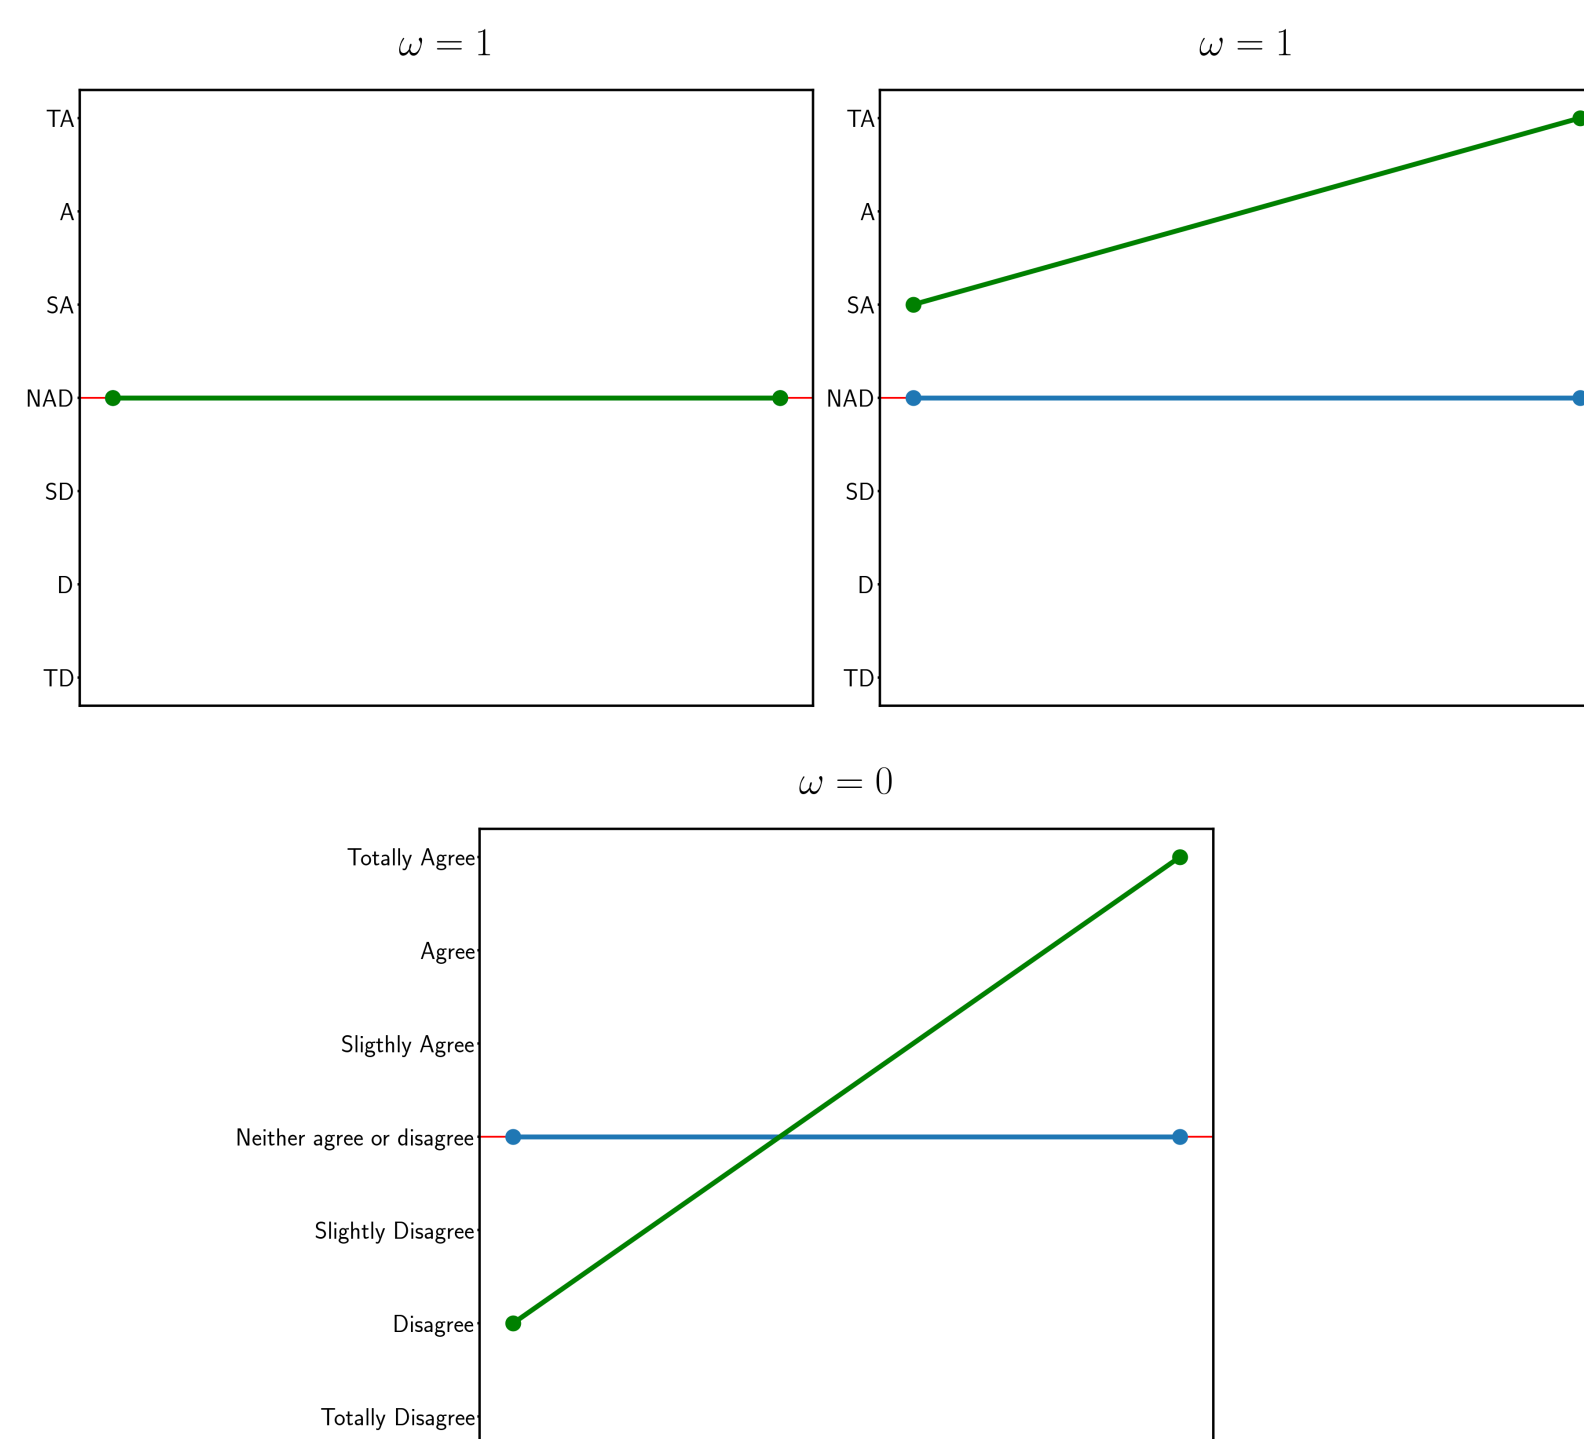 ω = 1
TA
A
SA
NAD
SD
D
TD
ω = 1
TA
A
SA
NAD
SD
D
TD
ω = 0
Totally Agree
Agree
Sligthly Agree
Neither agree or disagree
Slightly Disagree
Disagree
Totally Disagree